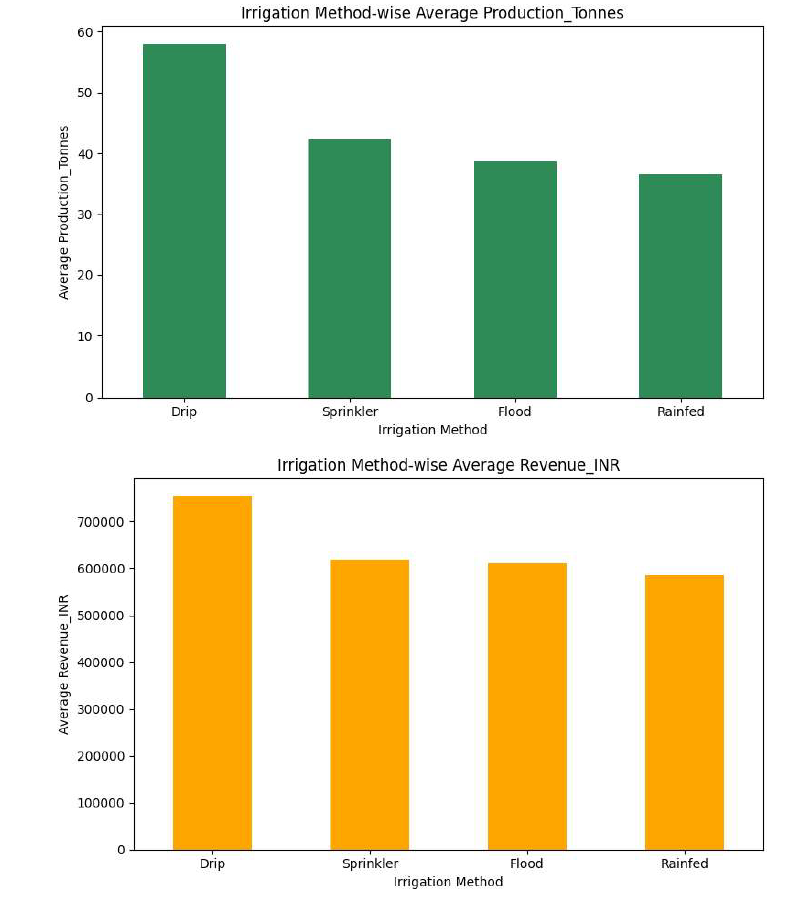 Irrigation Method-wise Average Production_Tonnes
60
50
40
30
20
10
0
Average Production_Tonnes
Drip Sprinkler Flood Rainfed
Irrigation Method
Irrigation Method-wise Average Revenue_INR
700000
600000
500000
400000
300000
200000
100000
0
Average Revenue_INR
Drip Sprinkler Flood Rainfed
Irrigation Method